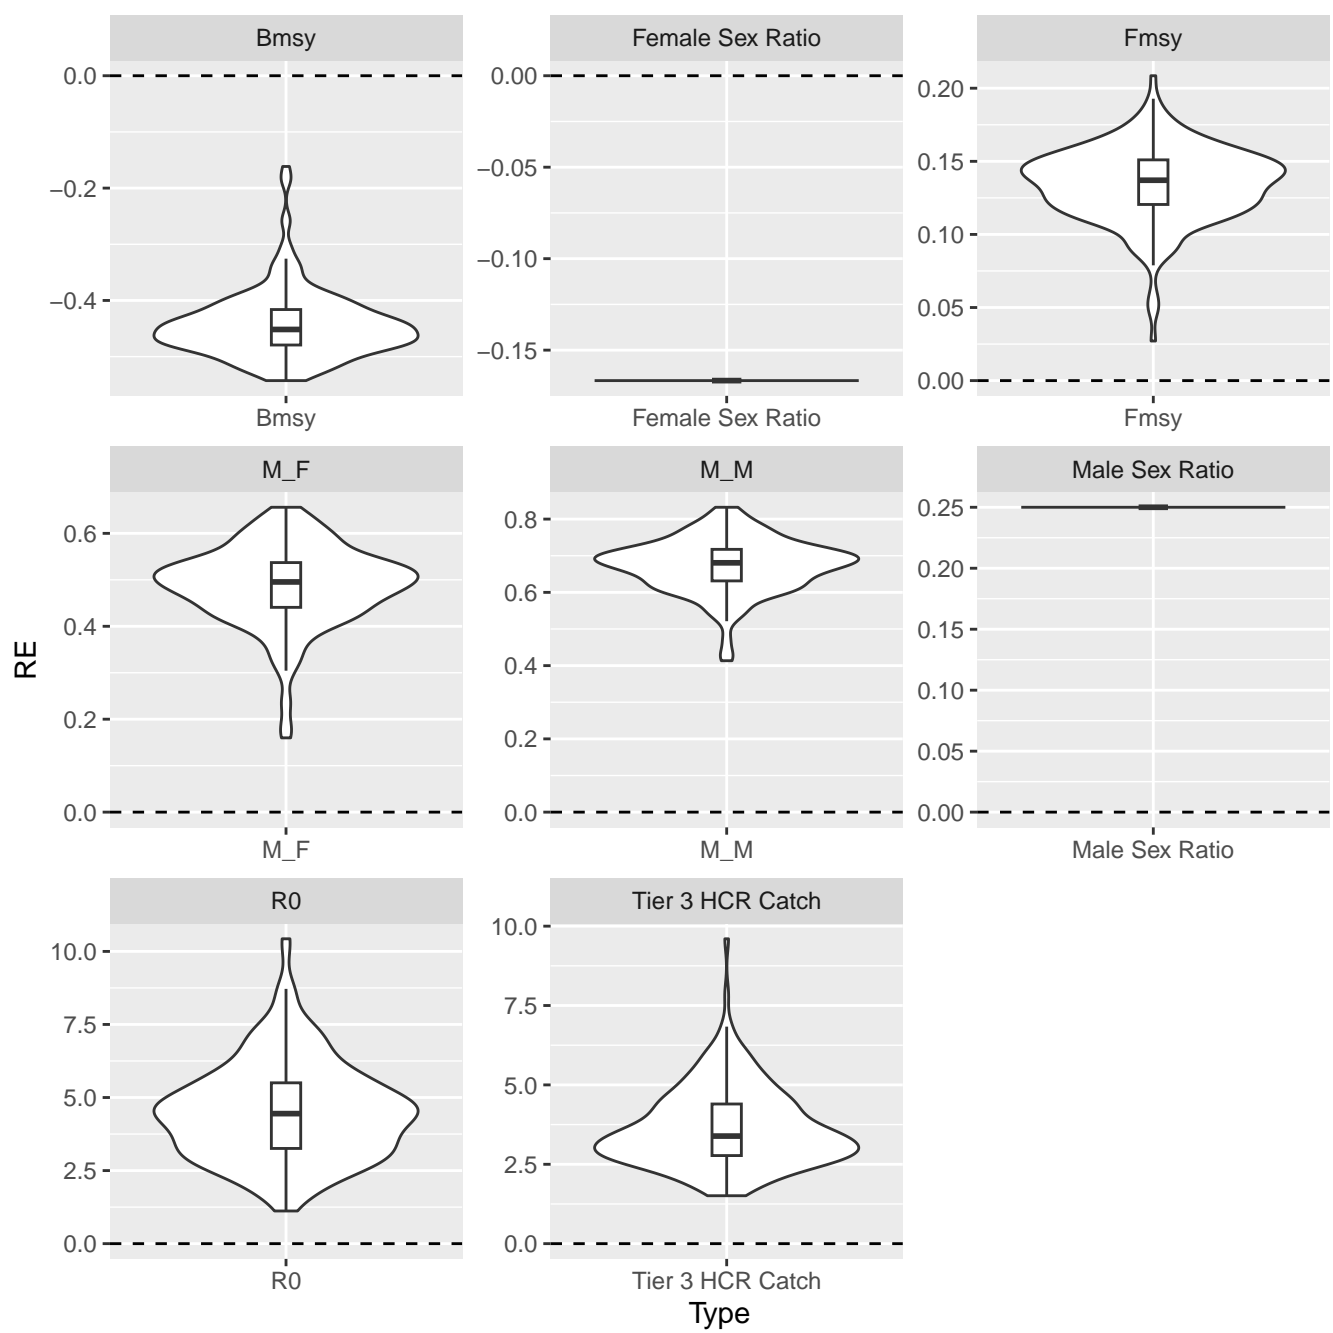 Bmsy
Female Sex Ratio
Fmsy
0.0
−0.2
−0.4
0.00
−0.05
−0.10
−0.15
0.20
0.15
0.10
0.05
0.00
Bmsy
Female Sex Ratio
Fmsy
M_F
M_M
Male Sex Ratio
RE
0.6
0.4
0.2
0.0
0.8
0.6
0.4
0.2
0.0
0.25
0.20
0.15
0.10
0.05
0.00
M_F
M_M
Male Sex Ratio
R0
Tier 3 HCR Catch
10.0
7.5
5.0
2.5
0.0
10.0
7.5
5.0
2.5
0.0
R0
Tier 3 HCR Catch
Type